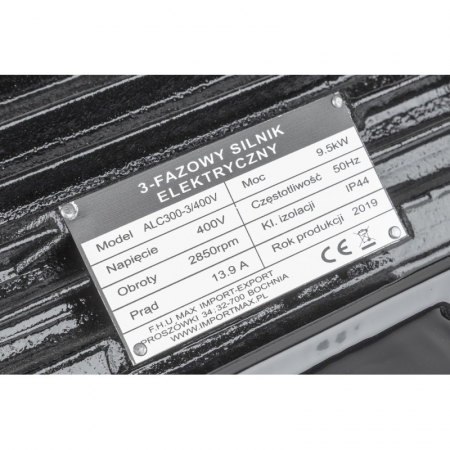 3-FAZOWY SILNIK
ELEKTRYCZNY
Model ALC300-3/400V
Napięcie 400V
Obroty 2850rpm
Prąd 13.9 A
Moc 9.5kW
Częstotliwość 50Hz
Kl. izolacji IP44
Rok produkcji 2019
F.H.U MAX IMPORT-EXPORT
PROSZÓWKI 34 ;32-700 BOCHNIA
WWW.IMPORTMAX.PL
CE